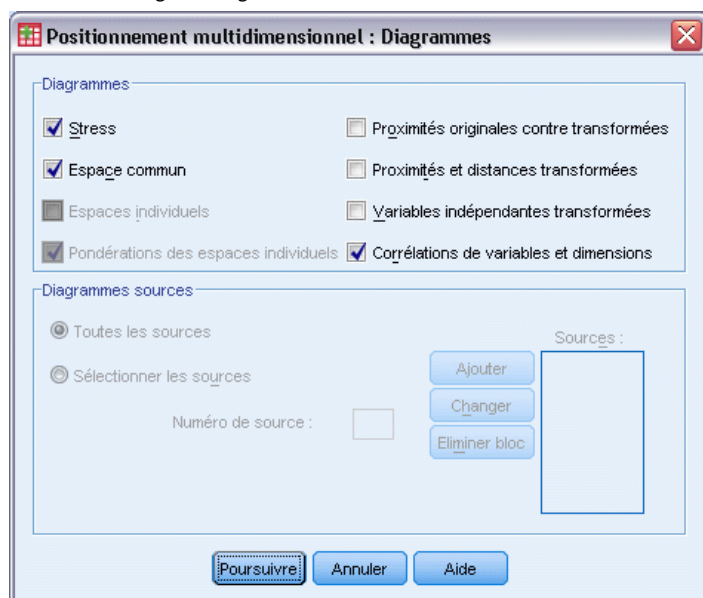 Positionnement multidimensionnel : Diagrammes
Diagrammes
Stress
Proximités originales contre transformées
Espace commun
Proximités et distances transformées
Espaces individuels
Variables indépendantes transformées
Pondérations des espaces individuels
Corrélations de variables et dimensions
Diagrammes sources
Toutes les sources
Sources :
Sélectionner les sources
Ajouter
Changer
Numéro de source :
Eliminer bloc
Poursuivre
Annuler
Aide